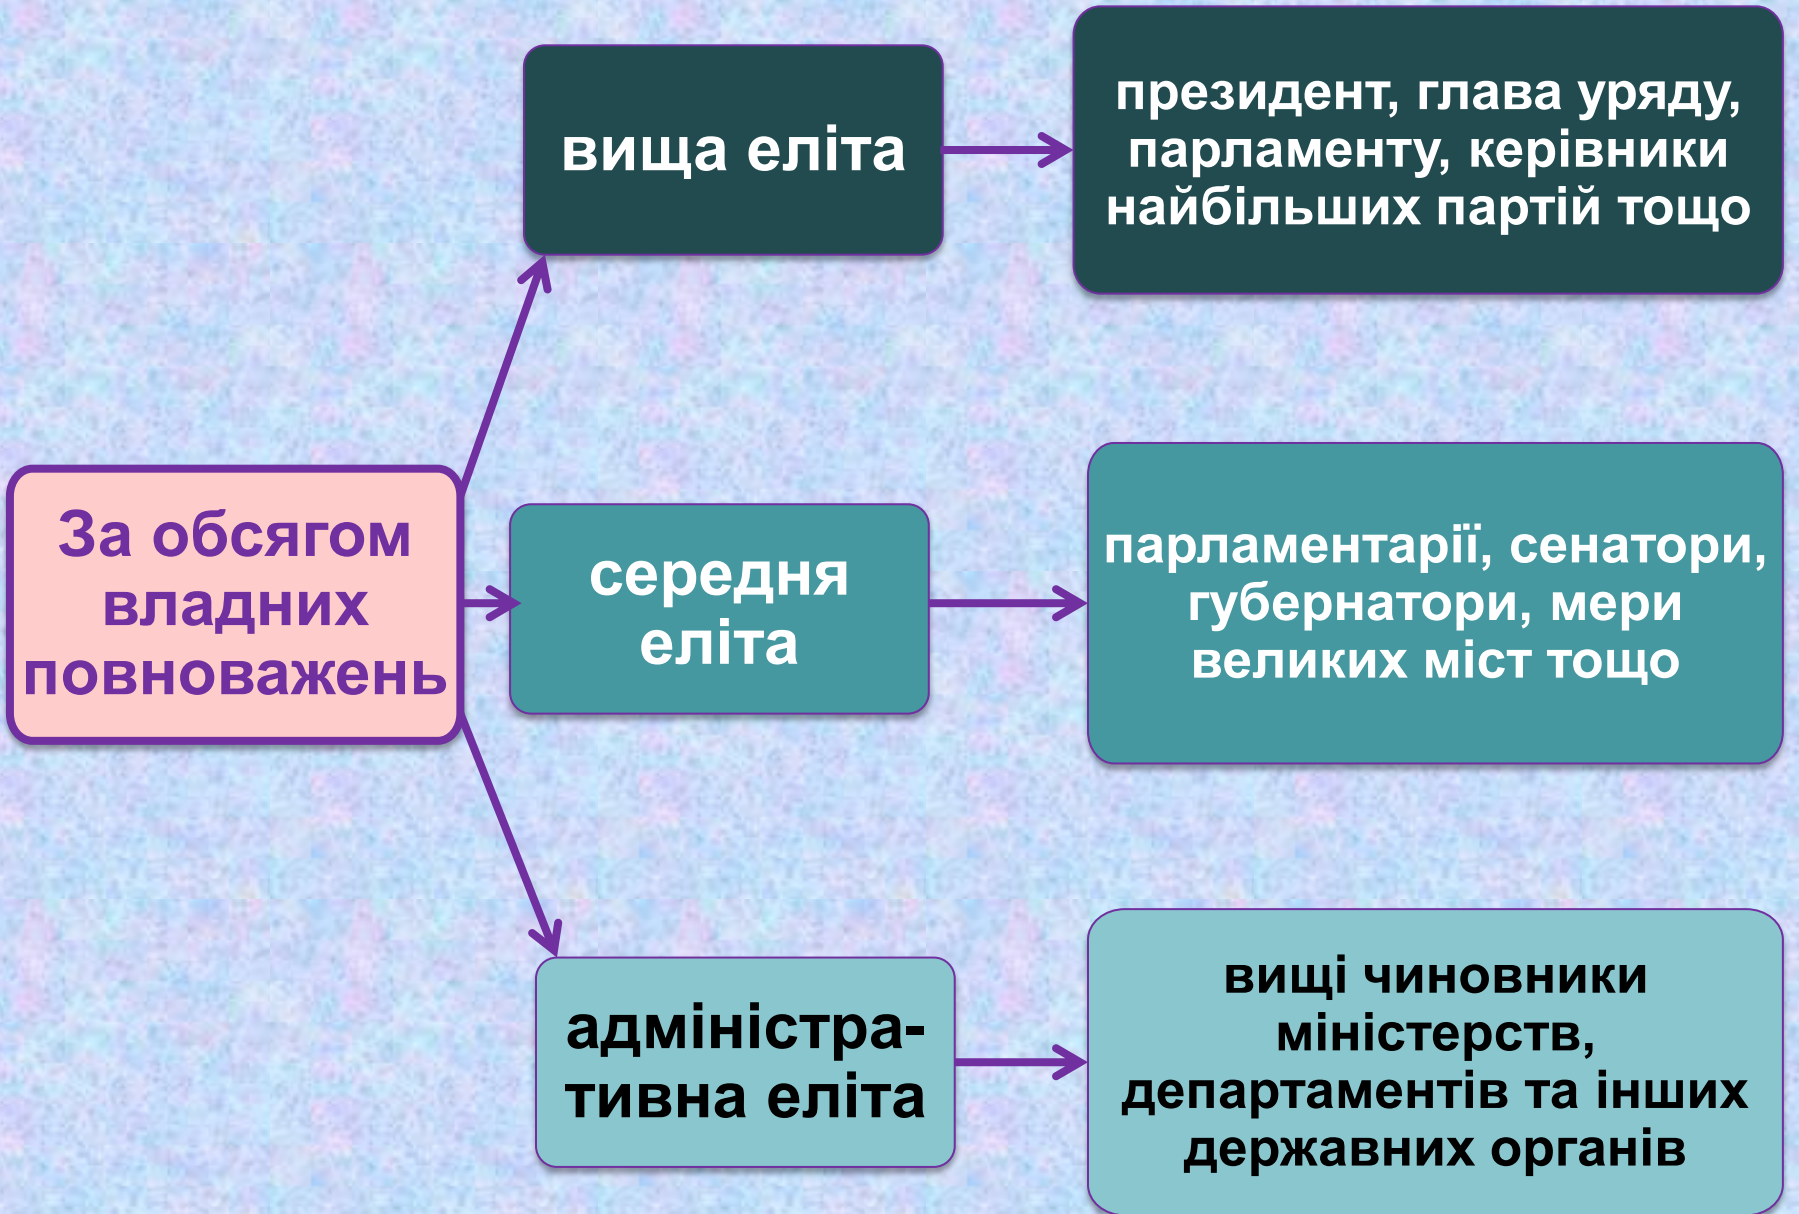 За обсягом
владних
повноважень
вища еліта
президент, глава уряду,
парламенту, керівники
найбільших партій тощо
середня
еліта
парламентарії, сенатори,
губернатори, мери
великих міст тощо
адміністра-
тивна еліта
вищі чиновники
міністерств,
департаментів та інших
державних органів